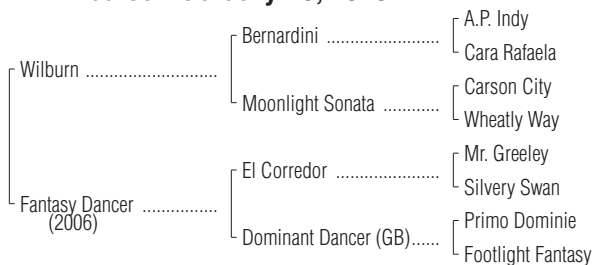 A.P. Indy
Bernardini .......................
Cara Rafaela
Wilburn ...........................
Carson City
Moonlight Sonata ............
Wheatly Way
Mr. Greeley
El Corredor .....................
Silvery Swan
Fantasy Dancer ................
(2006)
Primo Dominie
Dominant Dancer (GB)......
Footlight Fantasy